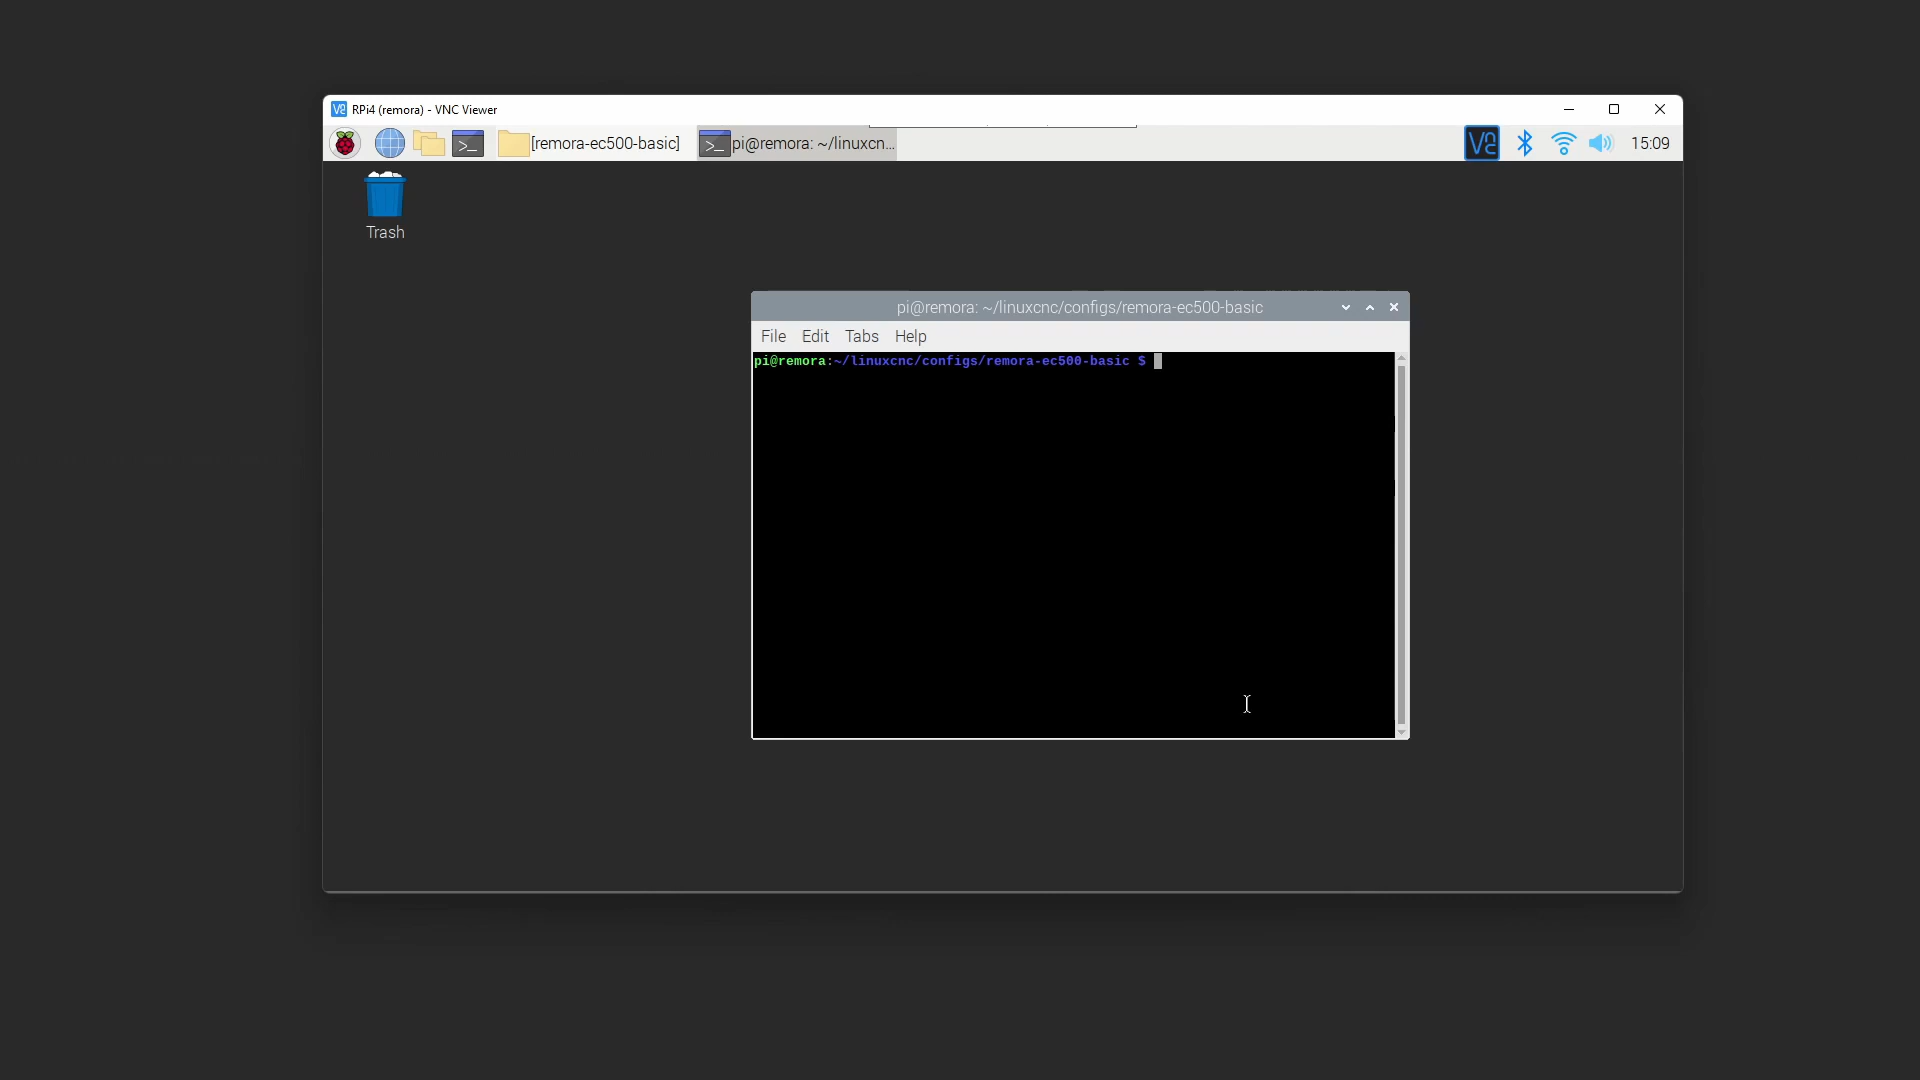 RPi4 (remora) - VNC Viewer
[remora-ec500-basic]
pi@remora: ~/linuxcn...
15:09
Trash
pi@remora: ~/linuxcnc/configs/remora-ec500-basic
File Edit Tabs Help
pi@remora:~/linuxcnc/configs/remora-ec500-basic $